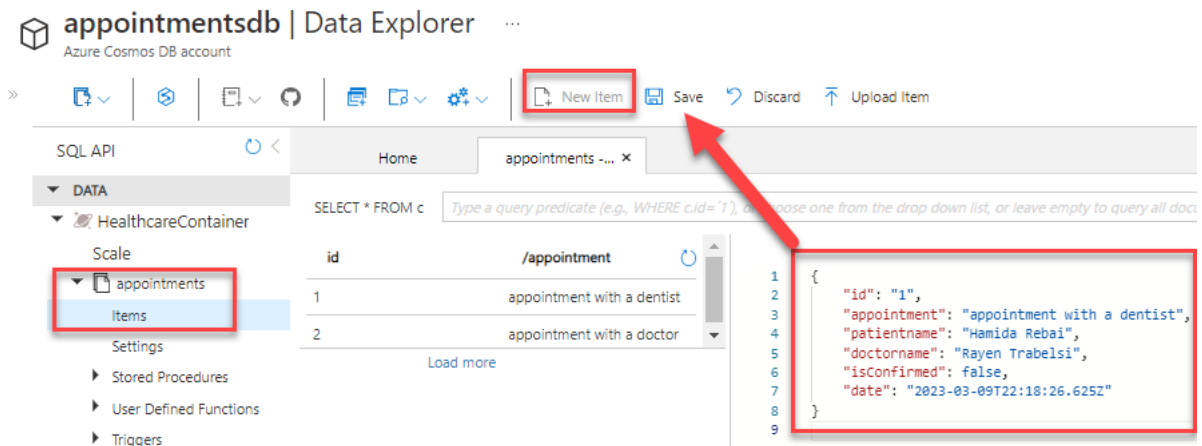 appointmentsdb | Data Explorer ...
Azure Cosmos DB account
New Item Save Discard Upload Item
SQL API
DATA
HealthcareContainer
Scale
appointments
Items
Settings
Stored Procedures
User Defined Functions
Triggers
Home appointments -... ×
SELECT * FROM c Type a query predicate (e.g., WHERE c.id=´1´), or choose one from the drop down list, or leave empty to query all docu
id /appointment
1 appointment with a dentist
2 appointment with a doctor
Load more
1 {
2 "id": "1",
3 "appointment": "appointment with a dentist",
4 "patientname": "Hamida Rebai",
5 "doctorname": "Rayen Trabelsi",
6 "isConfirmed": false,
7 "date": "2023-03-09T22:18:26.625Z"
8 }
9